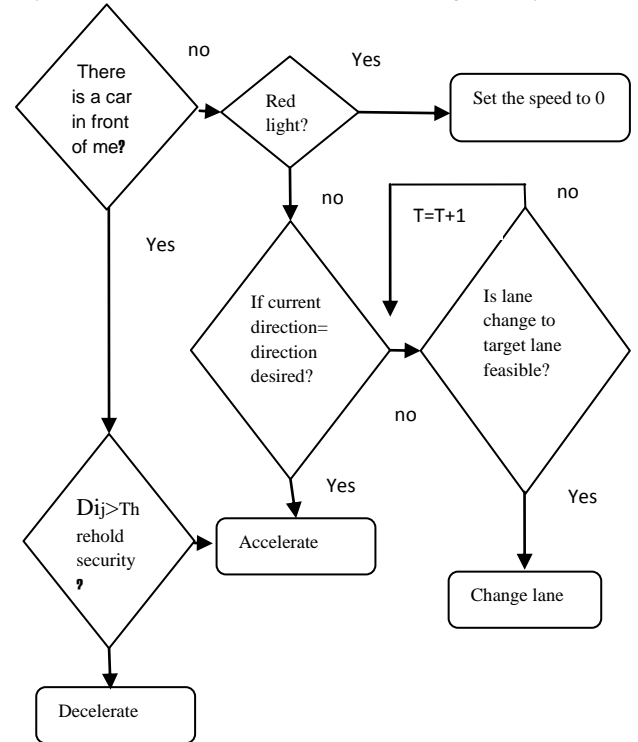 There
is a car
in front
of me?
no
Red
light?
Yes
Set the speed to 0
no
T=T+1
no
Yes
If current
direction=
direction
desired?
Is lane
change to
target lane
feasible?
no
Yes
Yes
Dij>Th
rehold
security
?
Accelerate
Change lane
Decelerate